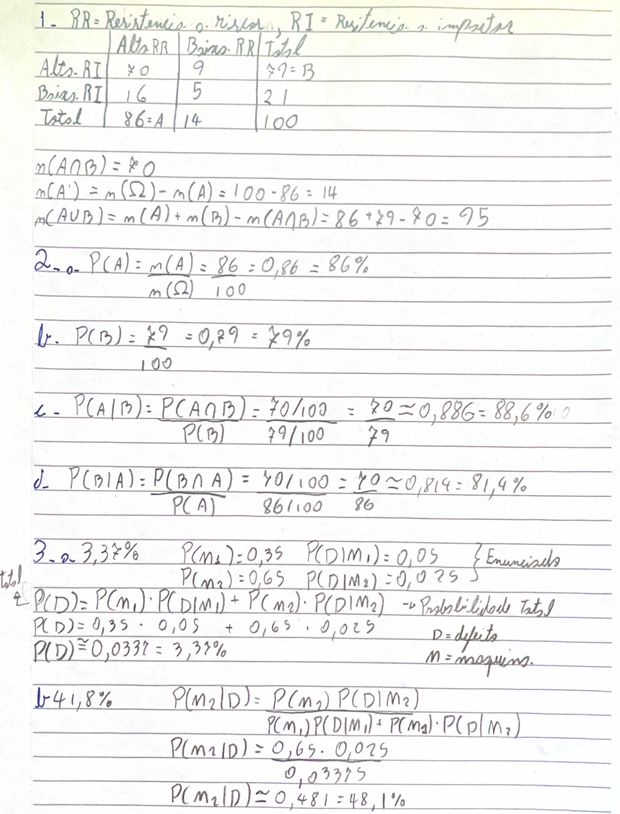 1- RR= Resistencia a riscos, RI = Resitencia a impactos
Alta RR | Baixa RR | Total
Alta. RI 70 9 79=B
Baixa. RI 16 5 21
Total 86=A 14 100
n(A∩B) = 70
n(A') = n(Ω) - n(A) = 100 - 86 = 14
n(A∪B) = n(A) + n(B) - n(A∩B) = 86 + 79 - 70 = 95
2- a- P(A) = n(A)/n(Ω) = 86/100 = 0,86 = 86%
b. P(B) = 79/100 = 0,79 = 79%
c- P(A|B) = P(A∩B)/P(B) = 70/100/79/100 = 70/79 ≃ 0,886 = 88,6%
d- P(B|A) = P(B∩A)/P(A) = 70/100/86/100 = 70/86 ≃ 0,814 = 81,4%
3- a 3,37% P(M1) = 0,35 P(D|M1) = 0,05 } Enunciado
P(M2) = 0,65 P(D|M2) = 0,025
total
P(D) = P(M1) · P(D|M1) + P(M2) · P(D|M2) → Probabilidade Total
P(D) = 0,35 · 0,05 + 0,65 · 0,025 D = defeito
P(D) ≅ 0,0337 = 3,37% M = maquina.
b 41,8% P(M2|D) = P(M2) P(D|M2)/P(M1) P(D|M1) + P(M2) · P(D|M2)
P(M2|D) = 0,65 · 0,025/0,03375
P(M2|D) ≃ 0,481 = 48,1%